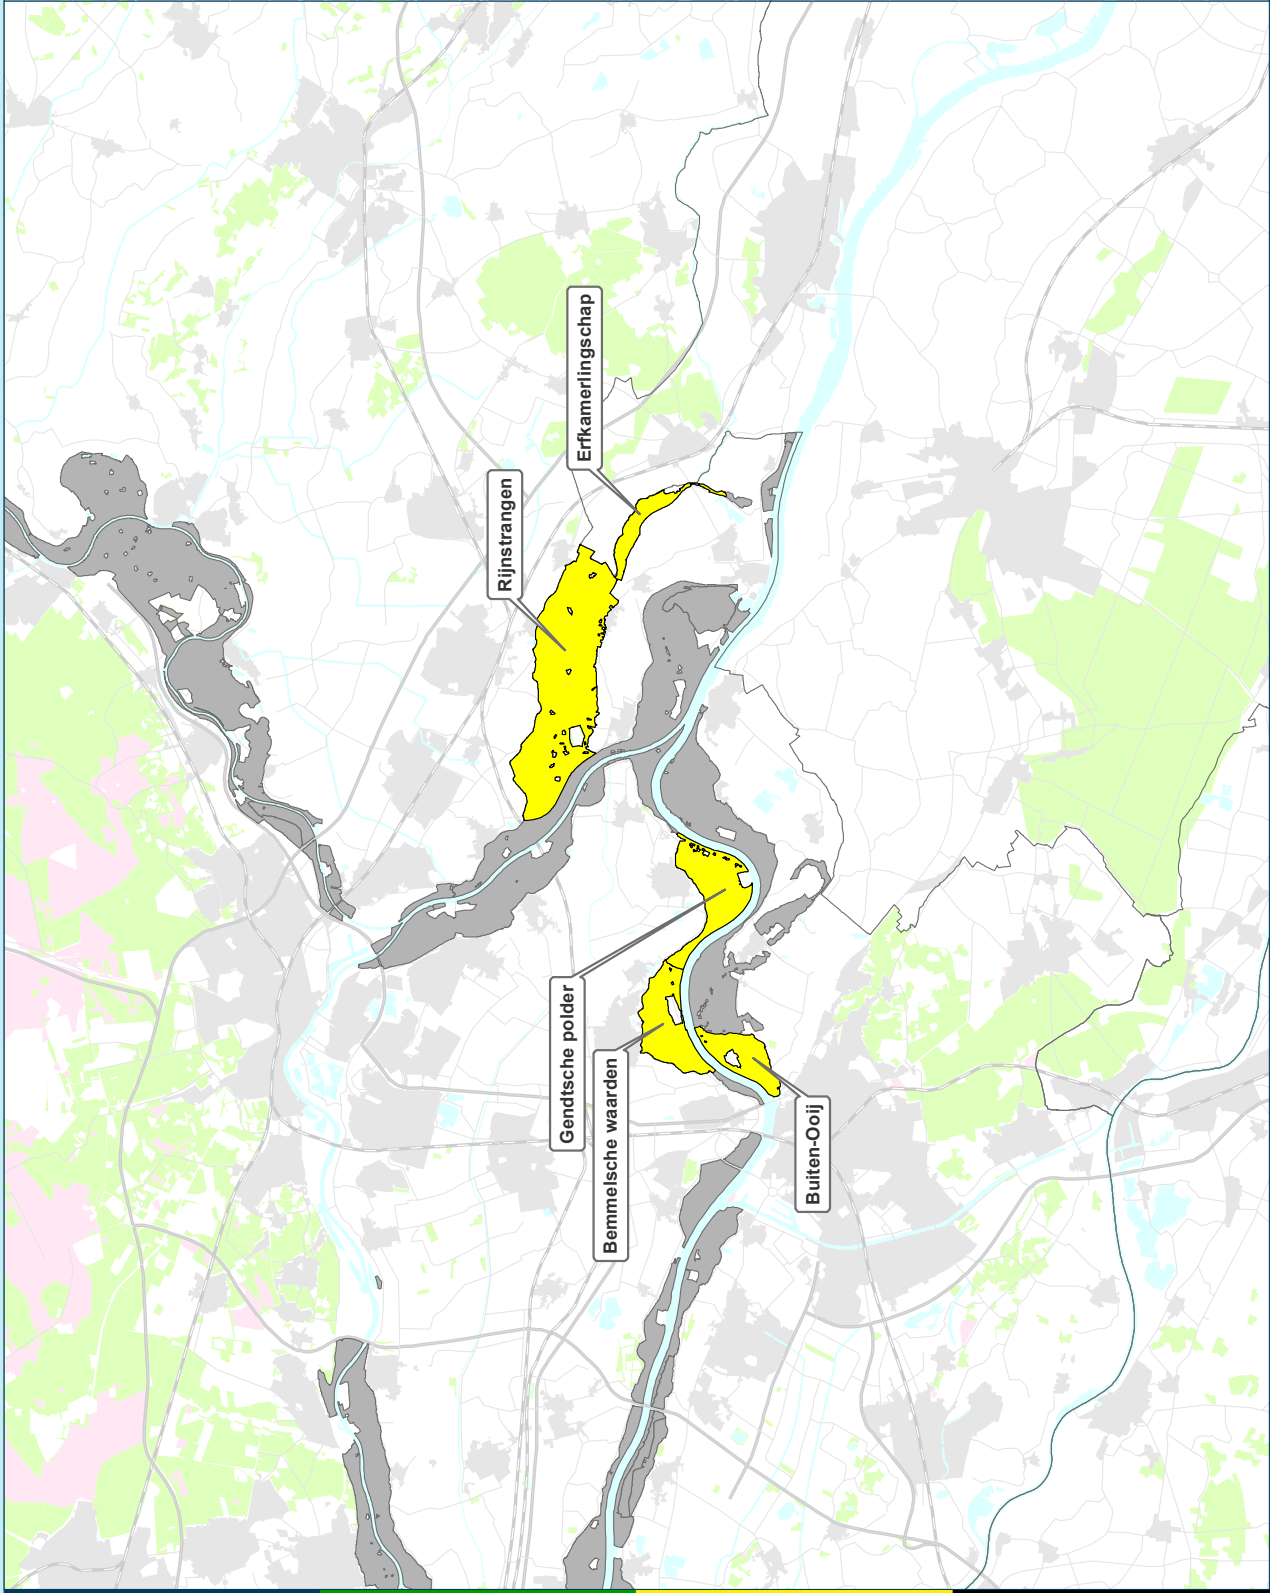 Erfkamerlingschap
Rijnstrangen
Gendtsche polder
Bemmelsche waarden
Buiten-Ooij